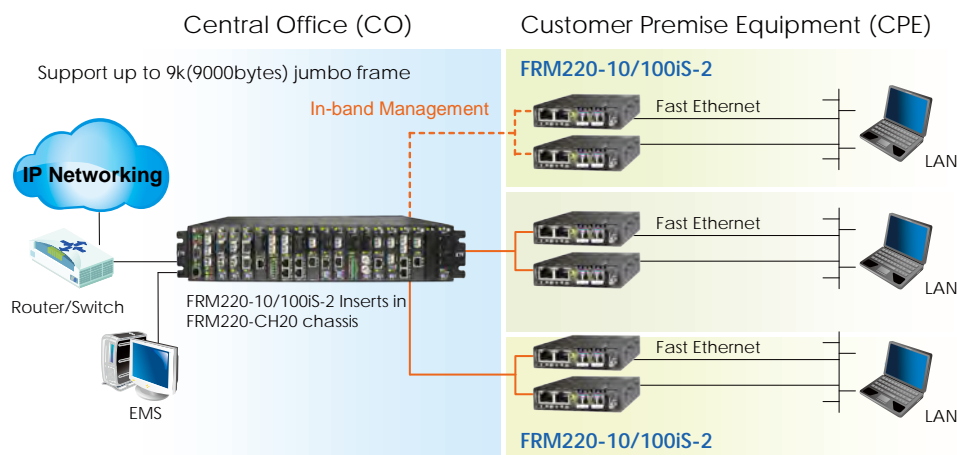 Central Office (CO)
Customer Premise Equipment (CPE)
Support up to 9k(9000bytes) jumbo frame
FRM220-10/100iS-2
In-band Management
Fast Ethernet
LAN
IP Networking
Fast Ethernet
LAN
Router/Switch
FRM220-10/100iS-2 Inserts in
FRM220-CH20 chassis
EMS
Fast Ethernet
LAN
FRM220-10/100iS-2